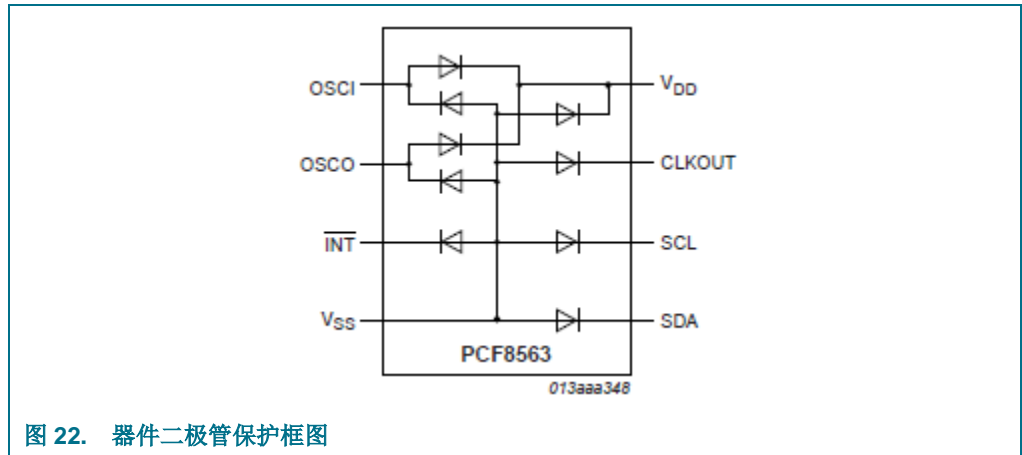 OSCI
V_DD
OSCO
CLKOUT
INT
SCL
VSS
SDA
PCF8563
013aaa348
图 22. 器件二极管保护框图